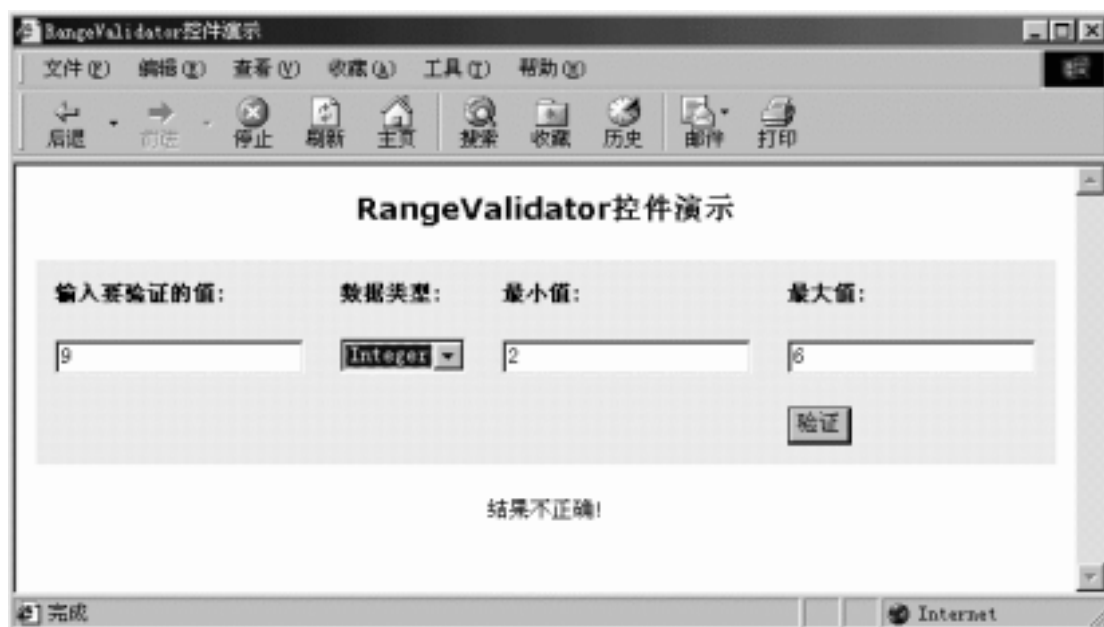 RangeValidator控件演示
文件(F) 编辑(E) 查看(V) 收藏(A) 工具(T) 帮助(H)
后退 前进 停止 刷新 主页 搜索 收藏 历史 邮件 打印
RangeValidator控件演示
输入要验证的值: 数据类型: 最小值: 最大值:
9 Integer 2 6
验证
结果不正确!
完成 Internet